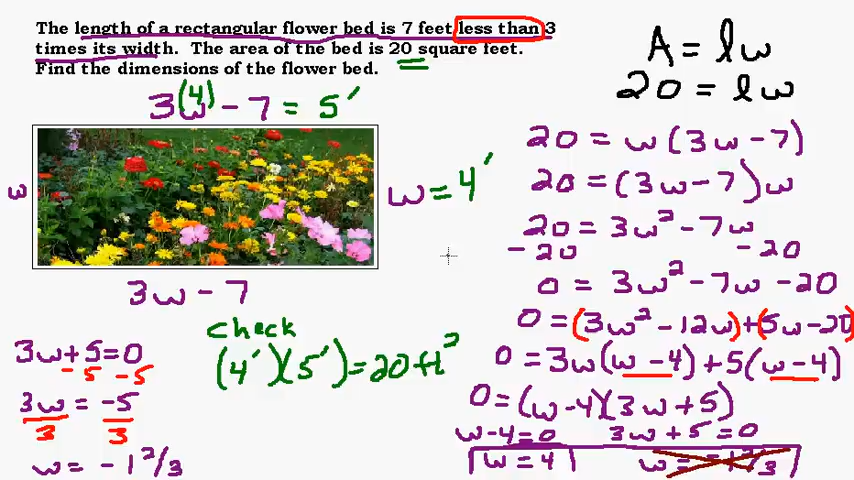 The length of a rectangular flower bed is 7 feet less than 3
times its width. The area of the bed is 20 square feet.
Find the dimensions of the flower bed.
3(4)w - 7 = 5'
w
w = 4'
3w - 7
check
(4')(5') = 20 ft²
3w + 5 = 0
- 5 - 5
3w = -5
3 3
w = - 1 2/3
A = lw
20 = lw
20 = w(3w - 7)
20 = (3w - 7)w
20 = 3w² - 7w
- 20 - 20
0 = 3w² - 7w - 20
0 = (3w² - 12w) + (5w - 20)
0 = 3w(w - 4) + 5(w - 4)
0 = (w - 4)(3w + 5)
w - 4 = 0 3w + 5 = 0
w = 4 w = - 1 2/3